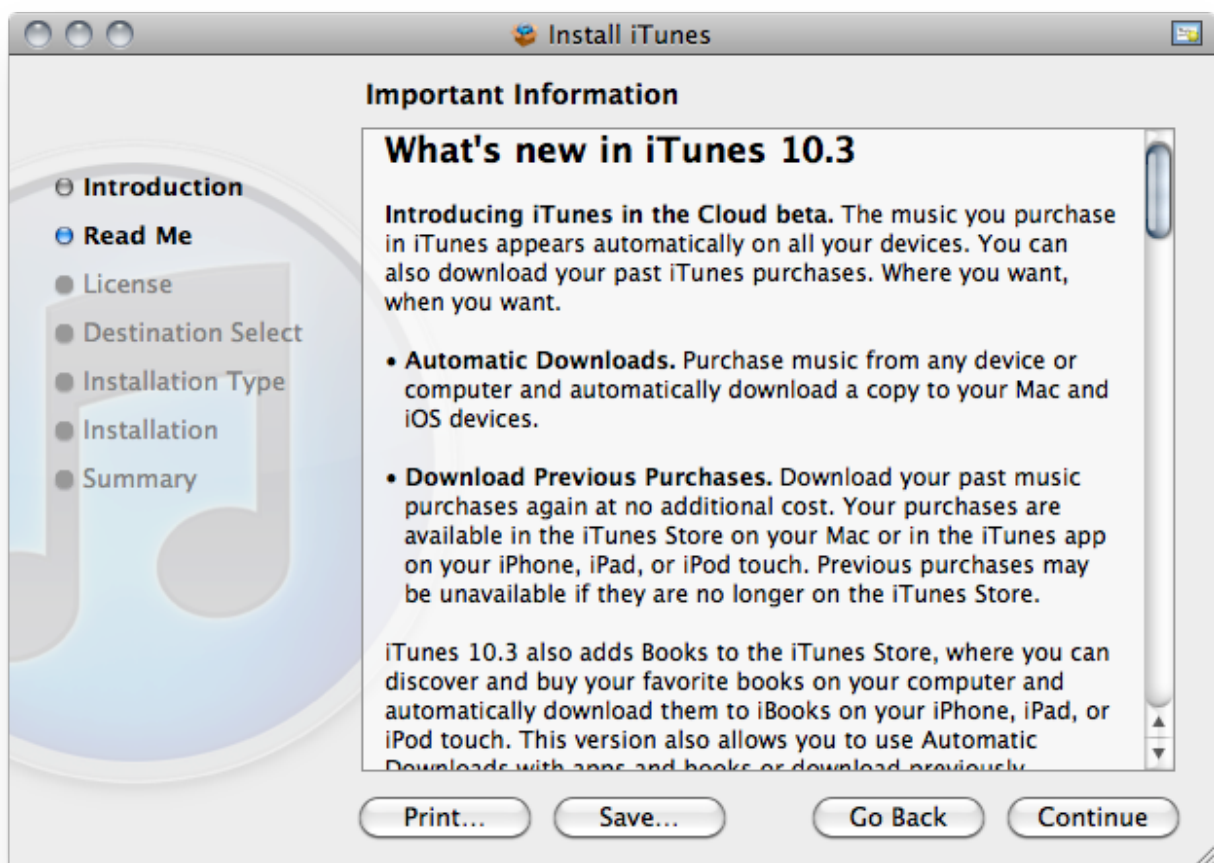 Install iTunes
Important Information
Introduction
Read Me
License
Destination Select
Installation Type
Installation
Summary
What's new in iTunes 10.3
Introducing iTunes in the Cloud beta. The music you purchase
in iTunes appears automatically on all your devices. You can
also download your past iTunes purchases. Where you want,
when you want.
• Automatic Downloads. Purchase music from any device or
computer and automatically download a copy to your Mac and
iOS devices.
• Download Previous Purchases. Download your past music
purchases again at no additional cost. Your purchases are
available in the iTunes Store on your Mac or in the iTunes app
on your iPhone, iPad, or iPod touch. Previous purchases may
be unavailable if they are no longer on the iTunes Store.
iTunes 10.3 also adds Books to the iTunes Store, where you can
discover and buy your favorite books on your computer and
automatically download them to iBooks on your iPhone, iPad, or
iPod touch. This version also allows you to use Automatic
Downloads with apps and books or download previously
Print...
Save...
Go Back
Continue